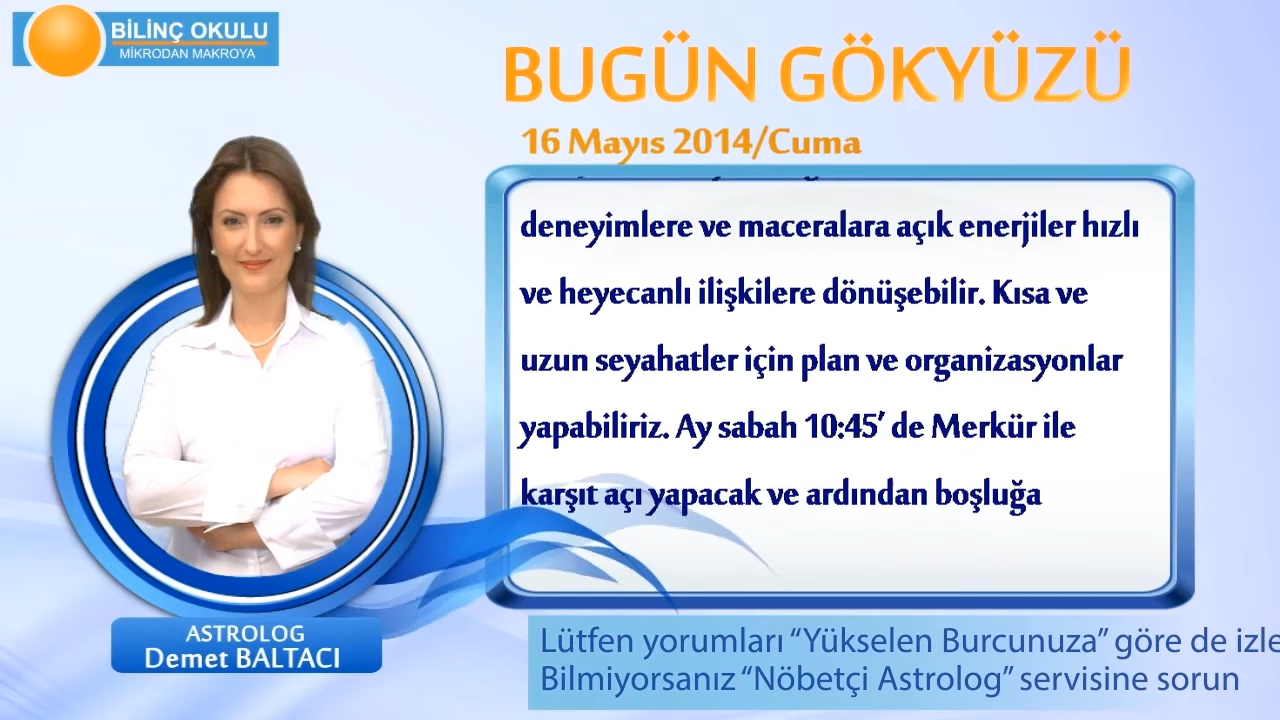 BİLİNÇ OKULU
MİKRODAN MAKROYA
BUGÜN GÖKYÜZÜ
16 Mayıs 2014/Cuma
deneyimlere ve maceralara açık enerjiler hızlı
ve heyecanlı ilişkilere dönüşebilir. Kısa ve
uzun seyahatler için plan ve organizasyonlar
yapabiliriz. Ay sabah 10:45’ de Merkür ile
karşıt açı yapacak ve ardından boşluğa
ASTROLOG
Demet BALTACI
Lütfen yorumları “Yükselen Burcunuza” göre de izle
Bilmiyorsanız “Nöbetçi Astrolog” servisine sorun